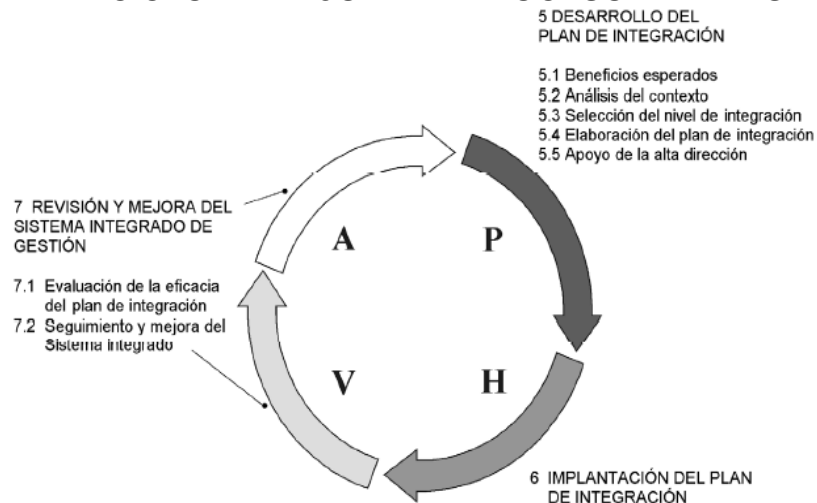 5 DESARROLLO DEL
PLAN DE INTEGRACIÓN
5.1 Beneficios esperados
5.2 Análisis del contexto
5.3 Selección del nivel de integración
5.4 Elaboración del plan de integración
5.5 Apoyo de la alta dirección
7 REVISIÓN Y MEJORA DEL
SISTEMA INTEGRADO DE
GESTIÓN
7.1 Evaluación de la eficacia
del plan de integración
7.2 Seguimiento y mejora del
Sistema integrado
A
P
V
H
6 IMPLANTACIÓN DEL PLAN
DE INTEGRACIÓN